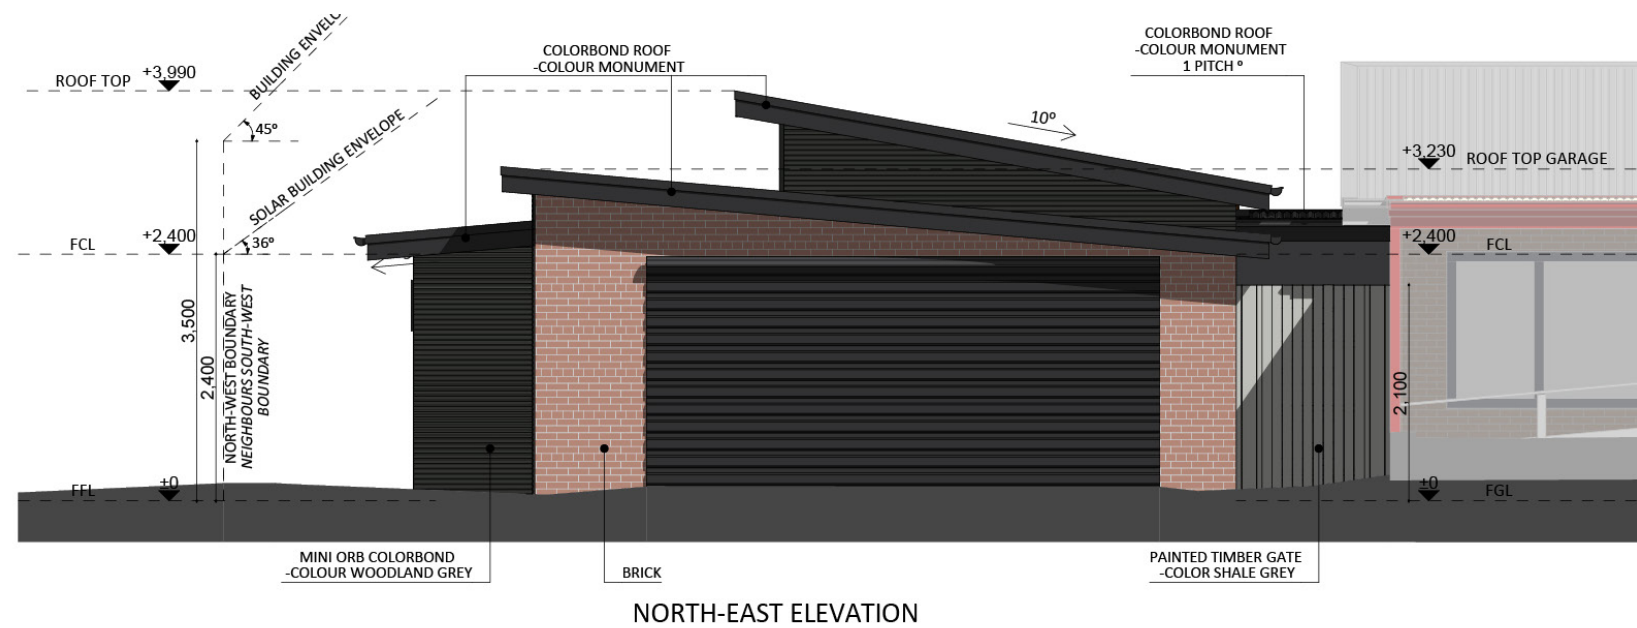 BUILDING ENVELO
COLORBOND ROOF
-COLOUR MONUMENT
COLORBOND ROOF
-COLOUR MONUMENT
1 PITCH º
ROOF TOP
+3,990
45º
SOLAR BUILDING ENVELOPE
10º
+3,230
ROOF TOP GARAGE
FCL
+2,400
36º
+2,400
FCL
3,500
2,400
NORTH-WEST BOUNDARY
NEIGHBOURS SOUTH-WEST
BOUNDARY
2,100
FFL
±0
±0
FGL
MINI ORB COLORBOND
-COLOUR WOODLAND GREY
BRICK
PAINTED TIMBER GATE
-COLOR SHALE GREY
NORTH-EAST ELEVATION